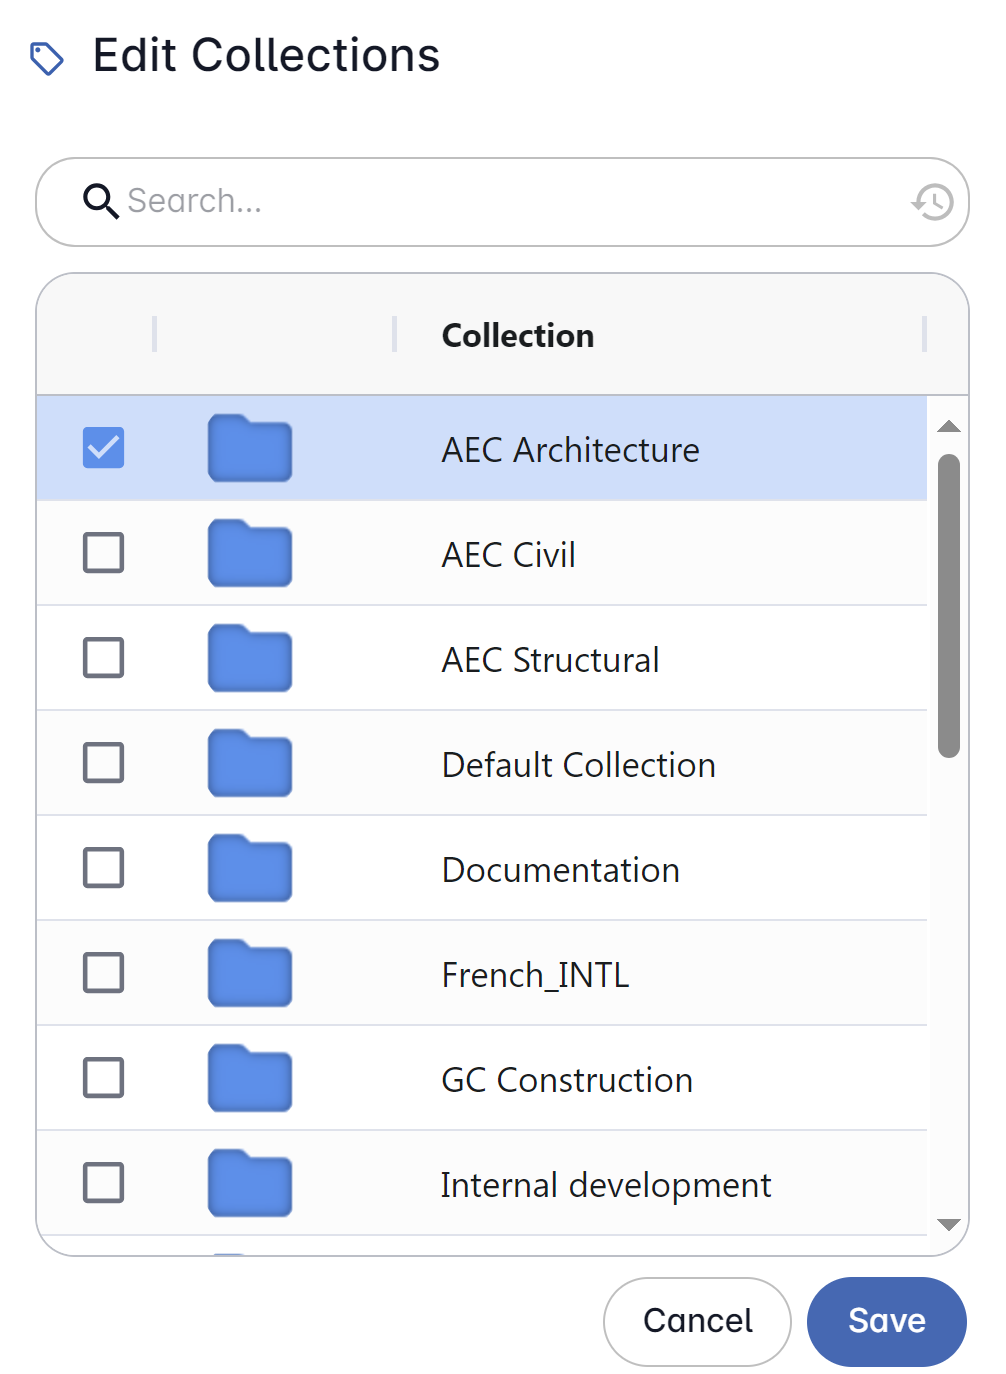 Edit Collections
Search...
Collection
AEC Architecture
AEC Civil
AEC Structural
Default Collection
Documentation
French_INTL
GC Construction
Internal development
Cancel
Save